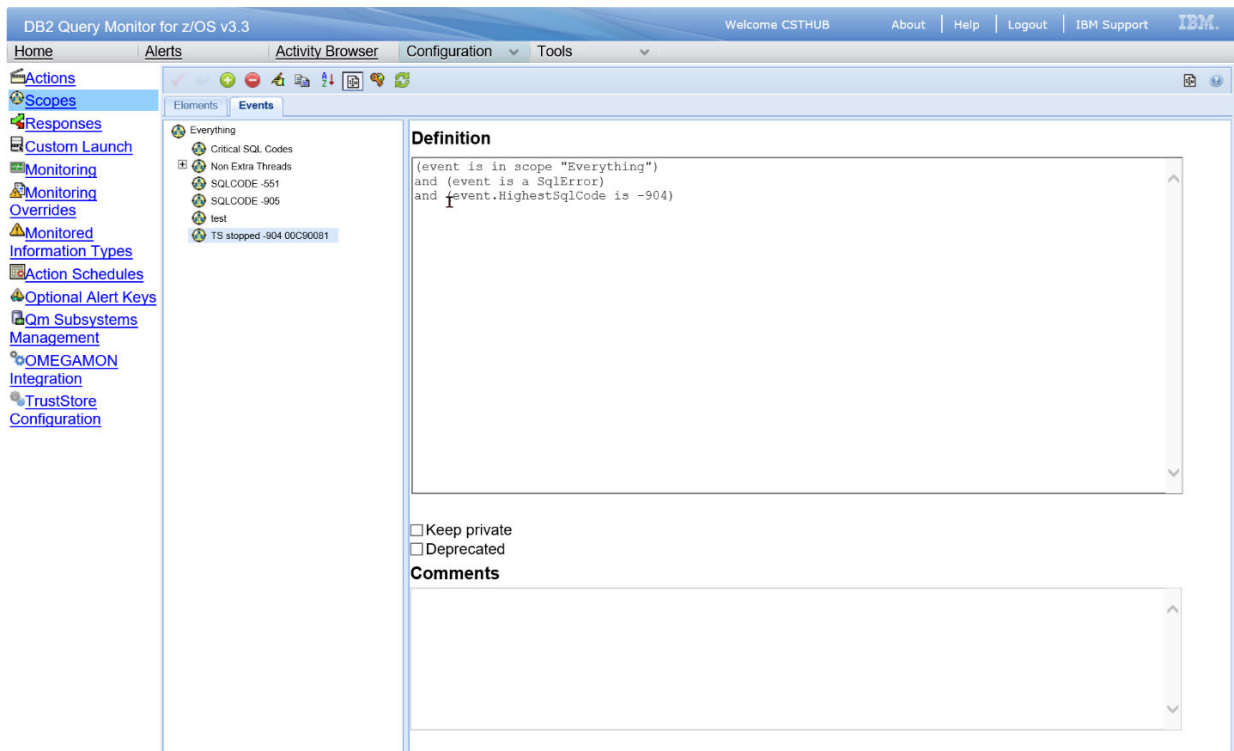 DB2 Query Monitor for z/OS v3.3
Welcome CSTHUB
About
Help
Logout
IBM Support
IBM.
Home
Alerts
Activity Browser
Configuration
Tools
Actions
Scopes
Responses
Custom Launch
Monitoring
Monitoring
Overrides
Monitored
Information Types
Action Schedules
Optional Alert Keys
Qm Subsystems
Management
OMEGAMON
Integration
TrustStore
Configuration
Elements
Events
Everything
Critical SQL Codes
Non Extra Threads
SQLCODE -551
SQLCODE -905
test
TS stopped -904 00C90081
Definition
(event is in scope "Everything")
and (event is a SqlError)
and (event.HighestSqlCode is -904)
Keep private
Deprecated
Comments